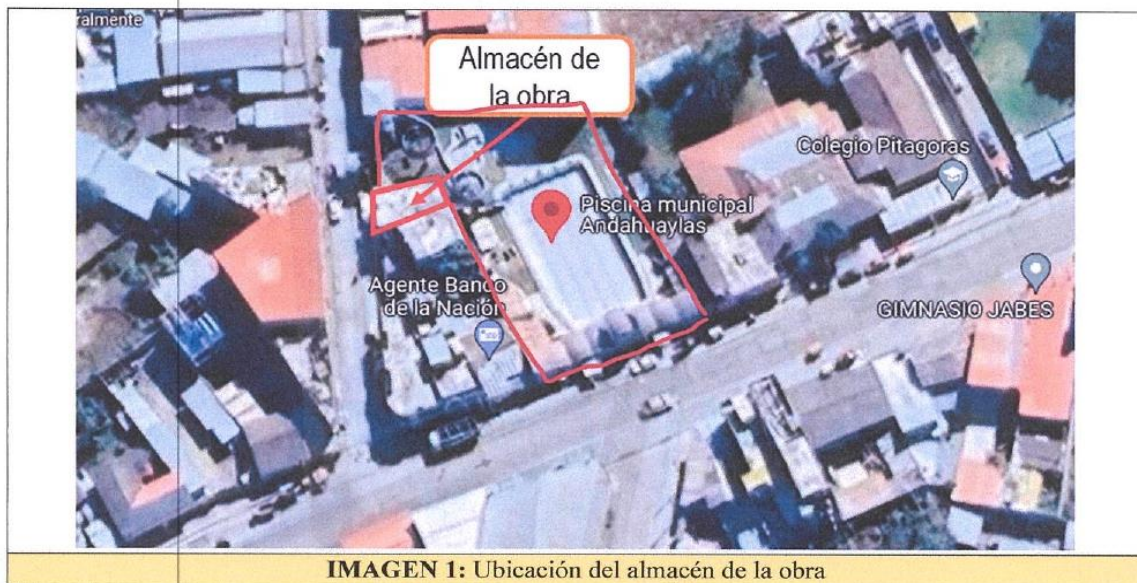 ralmente
Almacén de
la obra
Colegio Pitagoras
Piscina municipal
Andahuaylas
Agente Banco
de la Nación
GIMNASIO JABES
IMAGEN 1: Ubicación del almacén de la obra